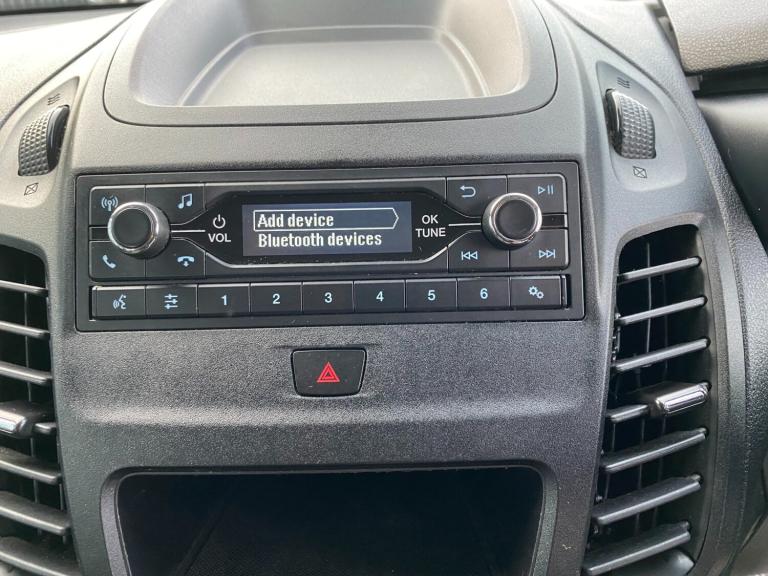 Add device
Bluetooth devices
VOL
OK
TUNE
1 2 3 4 5 6